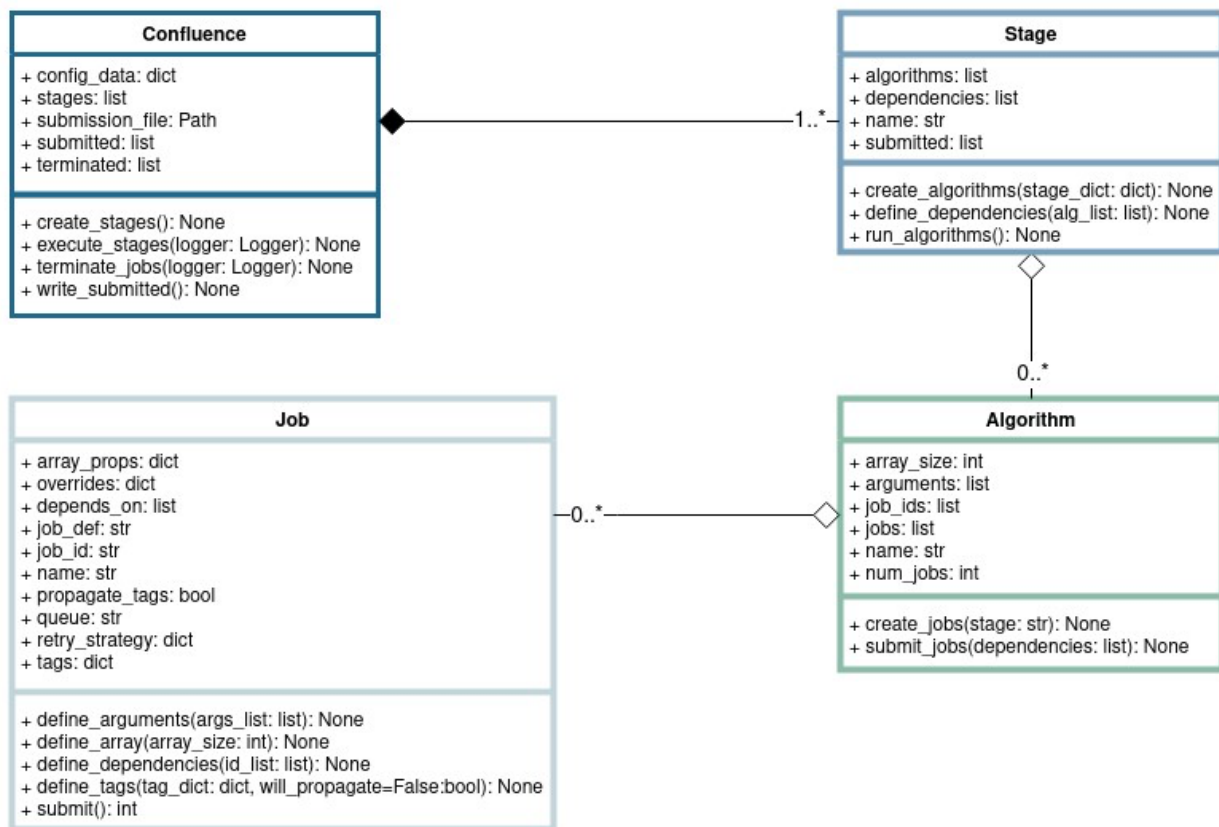 Confluence
+ config_data: dict
+ stages: list
+ submission_file: Path
+ submitted: list
+ terminated: list
+ create_stages(): None
+ execute_stages(logger: Logger): None
+ terminate_jobs(logger: Logger): None
+ write_submitted(): None
1..*
Stage
+ algorithms: list
+ dependencies: list
+ name: str
+ submitted: list
+ create_algorithms(stage_dict: dict): None
+ define_dependencies(alg_list: list): None
+ run_algorithms(): None
0..*
Job
+ array_props: dict
+ overrides: dict
+ depends_on: list
+ job_def: str
+ job_id: str
+ name: str
+ propagate_tags: bool
+ queue: str
+ retry_strategy: dict
+ tags: dict
+ define_arguments(args_list: list): None
+ define_array(array_size: int): None
+ define_dependencies(id_list: list): None
+ define_tags(tag_dict: dict, will_propagate=False:bool): None
+ submit(): int
0..*
Algorithm
+ array_size: int
+ arguments: list
+ job_ids: list
+ jobs: list
+ name: str
+ num_jobs: int
+ create_jobs(stage: str): None
+ submit_jobs(dependencies: list): None